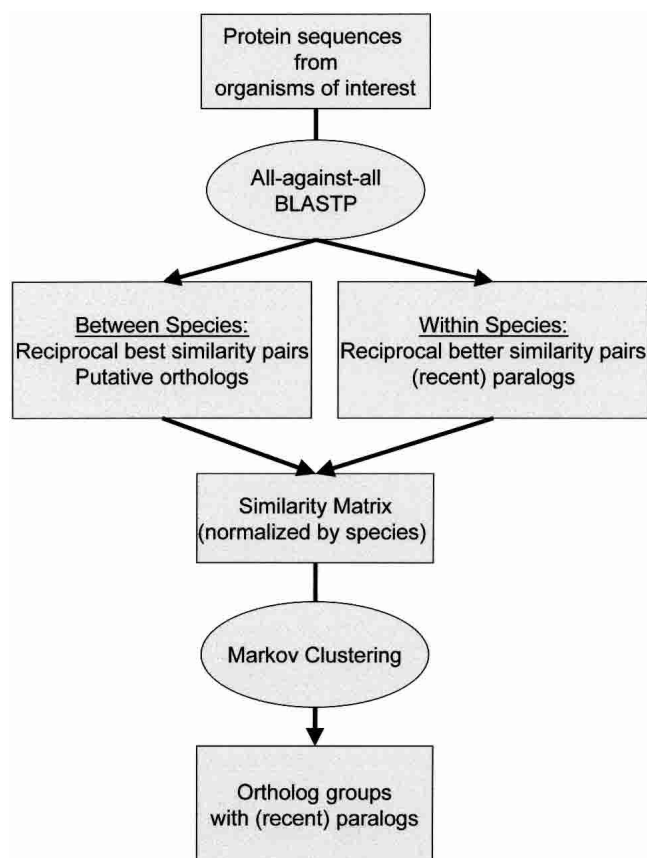 Protein sequences
from
organisms of interest
All-against-all
BLASTP
Between Species:
Reciprocal best similarity pairs
Putative orthologs
Within Species:
Reciprocal better similarity pairs
(recent) paralogs
Similarity Matrix
(normalized by species)
Markov Clustering
Ortholog groups
with (recent) paralogs